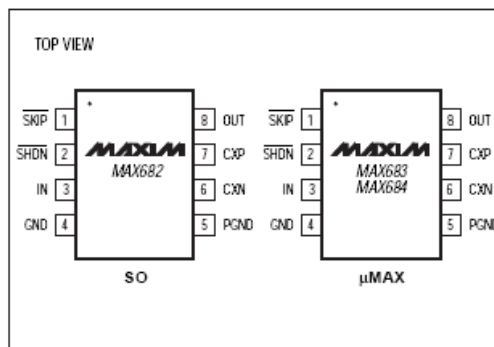 TOP VIEW
SKIP 1 8 OUT
SHDN 2 MAXIM 7 CXP
MAX682
IN 3 6 CXN
GND 4 5 PGND
SO
SKIP 1 8 OUT
SHDN 2 MAXIM 7 CXP
MAX683
MAX684
IN 3 6 CXN
GND 4 5 PGND
µMAX